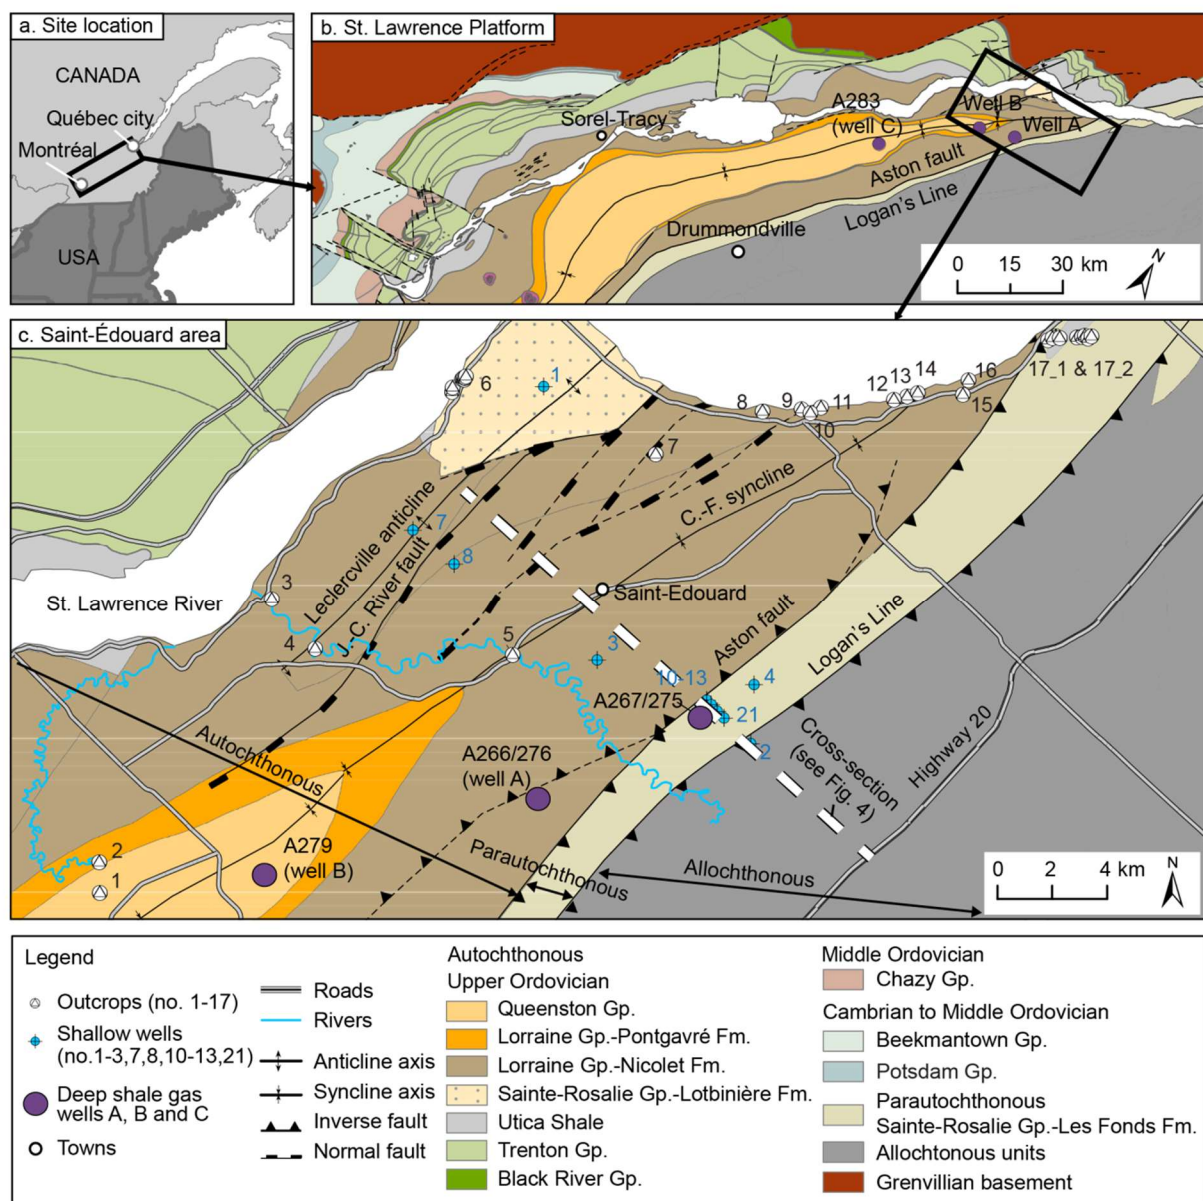 a. Site location
CANADA
Québec city
Montréal
USA
b. St. Lawrence Platform
Sorel-Tracy
A283
(well C)
Well B
Well A
Aston fault
Logan's Line
Drummondville
0 15 30 km
N
c. Saint-Édouard area
6
1
8
9
10
11
12
13
14
15
16
17_1 & 17_2
7
C.-F. syncline
Leclercville anticline
7
8
J.-C. River fault
3
St. Lawrence River
4
5
Saint-Edouard
3
Aston fault
Logan's Line
10-13
4
A267/275
21
2
Autochthonous
A266/276
(well A)
Cross-section
(see Fig. 4)
Highway 20
2
1
A279
(well B)
Parautochthonous
Allochthonous
0 2 4 km
N
Legend
Outcrops (no. 1-17)
Shallow wells
(no.1-3,7,8,10-13,21)
Deep shale gas
wells A, B and C
Towns
Roads
Rivers
Anticline axis
Syncline axis
Inverse fault
Normal fault
Autochthonous
Upper Ordovician
Queenston Gp.
Lorraine Gp.-Pontgavré Fm.
Lorraine Gp.-Nicolet Fm.
Sainte-Rosalie Gp.-Lotbinière Fm.
Utica Shale
Trenton Gp.
Black River Gp.
Middle Ordovician
Chazy Gp.
Cambrian to Middle Ordovician
Beekmantown Gp.
Potsdam Gp.
Parautochthonous
Sainte-Rosalie Gp.-Les Fonds Fm.
Allochtonous units
Grenvillian basement